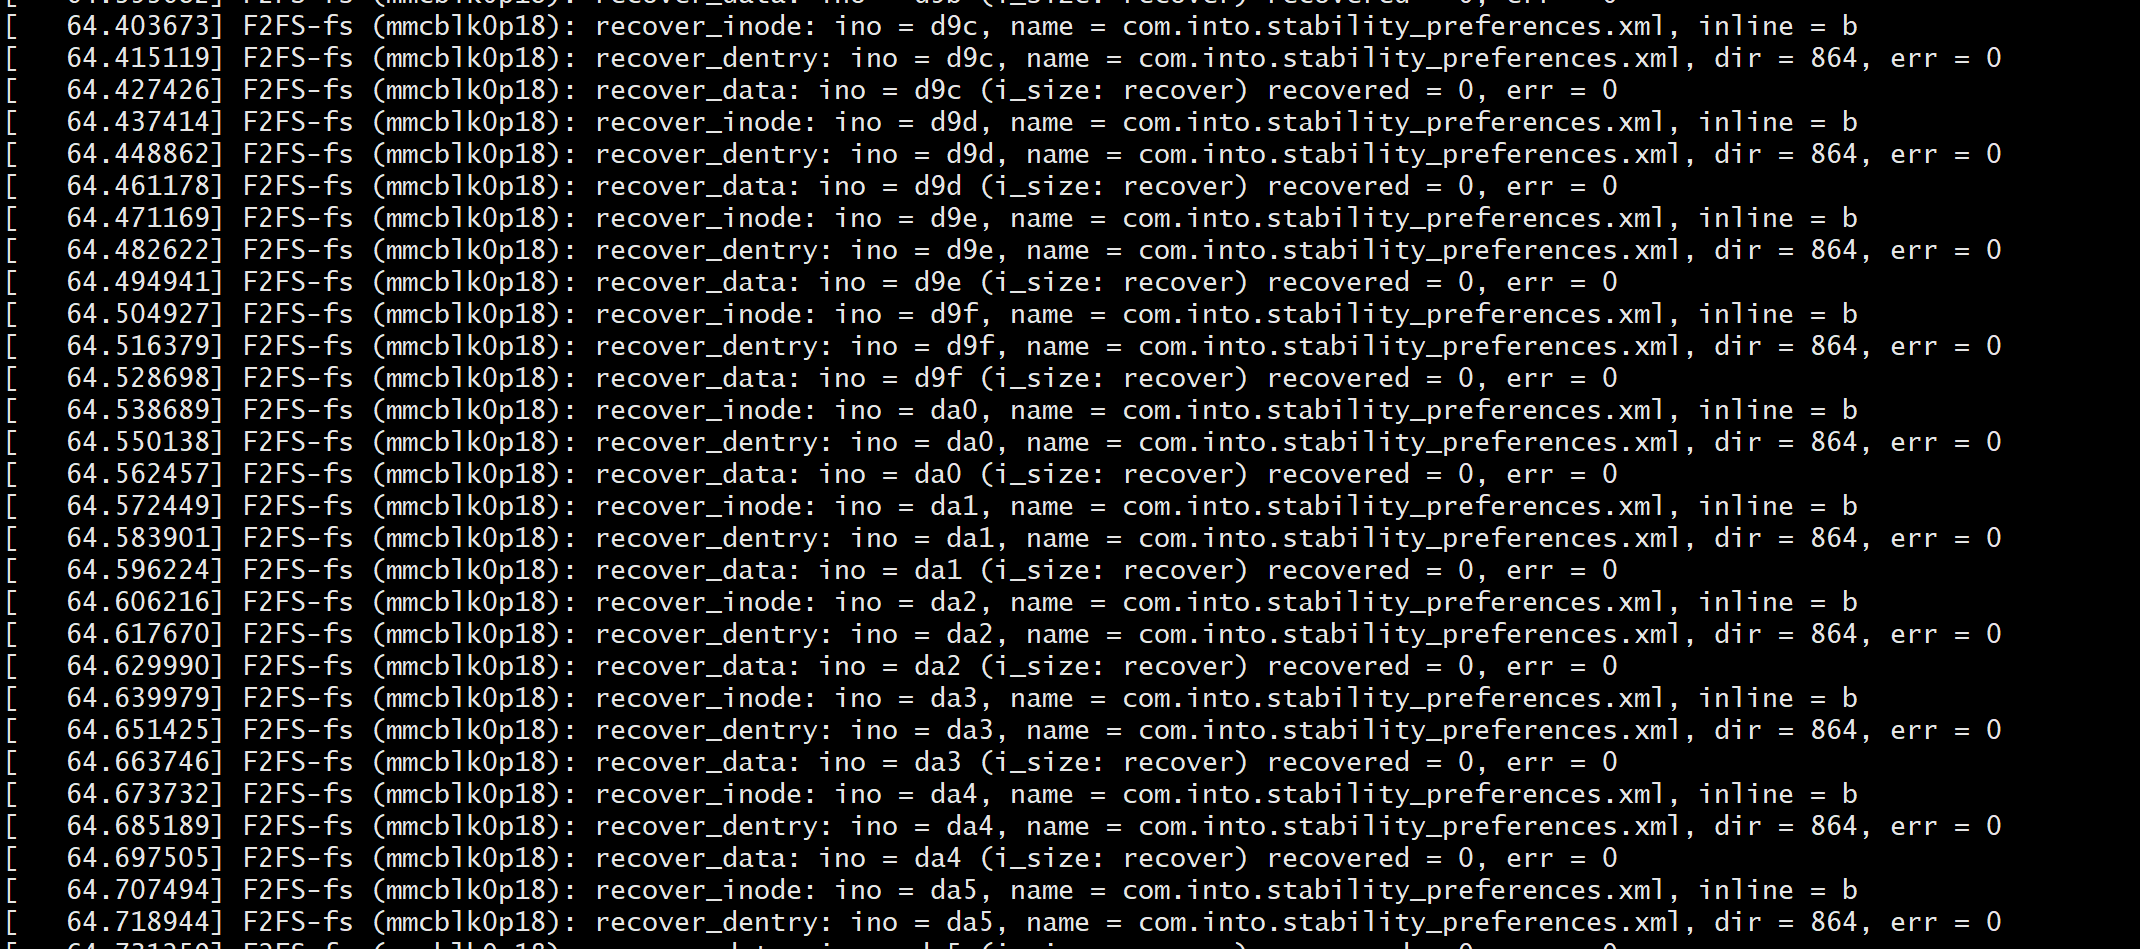 [   64.403673] F2FS-fs (mmcblk0p18): recover_inode: ino = d9c, name = com.into.stability_preferences.xml, inline = b
[   64.415119] F2FS-fs (mmcblk0p18): recover_dentry: ino = d9c, name = com.into.stability_preferences.xml, dir = 864, err = 0
[   64.427426] F2FS-fs (mmcblk0p18): recover_data: ino = d9c (i_size: recover) recovered = 0, err = 0
[   64.437414] F2FS-fs (mmcblk0p18): recover_inode: ino = d9d, name = com.into.stability_preferences.xml, inline = b
[   64.448862] F2FS-fs (mmcblk0p18): recover_dentry: ino = d9d, name = com.into.stability_preferences.xml, dir = 864, err = 0
[   64.461178] F2FS-fs (mmcblk0p18): recover_data: ino = d9d (i_size: recover) recovered = 0, err = 0
[   64.471169] F2FS-fs (mmcblk0p18): recover_inode: ino = d9e, name = com.into.stability_preferences.xml, inline = b
[   64.482622] F2FS-fs (mmcblk0p18): recover_dentry: ino = d9e, name = com.into.stability_preferences.xml, dir = 864, err = 0
[   64.494941] F2FS-fs (mmcblk0p18): recover_data: ino = d9e (i_size: recover) recovered = 0, err = 0
[   64.504927] F2FS-fs (mmcblk0p18): recover_inode: ino = d9f, name = com.into.stability_preferences.xml, inline = b
[   64.516379] F2FS-fs (mmcblk0p18): recover_dentry: ino = d9f, name = com.into.stability_preferences.xml, dir = 864, err = 0
[   64.528698] F2FS-fs (mmcblk0p18): recover_data: ino = d9f (i_size: recover) recovered = 0, err = 0
[   64.538689] F2FS-fs (mmcblk0p18): recover_inode: ino = da0, name = com.into.stability_preferences.xml, inline = b
[   64.550138] F2FS-fs (mmcblk0p18): recover_dentry: ino = da0, name = com.into.stability_preferences.xml, dir = 864, err = 0
[   64.562457] F2FS-fs (mmcblk0p18): recover_data: ino = da0 (i_size: recover) recovered = 0, err = 0
[   64.572449] F2FS-fs (mmcblk0p18): recover_inode: ino = da1, name = com.into.stability_preferences.xml, inline = b
[   64.583901] F2FS-fs (mmcblk0p18): recover_dentry: ino = da1, name = com.into.stability_preferences.xml, dir = 864, err = 0
[   64.596224] F2FS-fs (mmcblk0p18): recover_data: ino = da1 (i_size: recover) recovered = 0, err = 0
[   64.606216] F2FS-fs (mmcblk0p18): recover_inode: ino = da2, name = com.into.stability_preferences.xml, inline = b
[   64.617670] F2FS-fs (mmcblk0p18): recover_dentry: ino = da2, name = com.into.stability_preferences.xml, dir = 864, err = 0
[   64.629990] F2FS-fs (mmcblk0p18): recover_data: ino = da2 (i_size: recover) recovered = 0, err = 0
[   64.639979] F2FS-fs (mmcblk0p18): recover_inode: ino = da3, name = com.into.stability_preferences.xml, inline = b
[   64.651425] F2FS-fs (mmcblk0p18): recover_dentry: ino = da3, name = com.into.stability_preferences.xml, dir = 864, err = 0
[   64.663746] F2FS-fs (mmcblk0p18): recover_data: ino = da3 (i_size: recover) recovered = 0, err = 0
[   64.673732] F2FS-fs (mmcblk0p18): recover_inode: ino = da4, name = com.into.stability_preferences.xml, inline = b
[   64.685189] F2FS-fs (mmcblk0p18): recover_dentry: ino = da4, name = com.into.stability_preferences.xml, dir = 864, err = 0
[   64.697505] F2FS-fs (mmcblk0p18): recover_data: ino = da4 (i_size: recover) recovered = 0, err = 0
[   64.707494] F2FS-fs (mmcblk0p18): recover_inode: ino = da5, name = com.into.stability_preferences.xml, inline = b
[   64.718944] F2FS-fs (mmcblk0p18): recover_dentry: ino = da5, name = com.into.stability_preferences.xml, dir = 864, err = 0